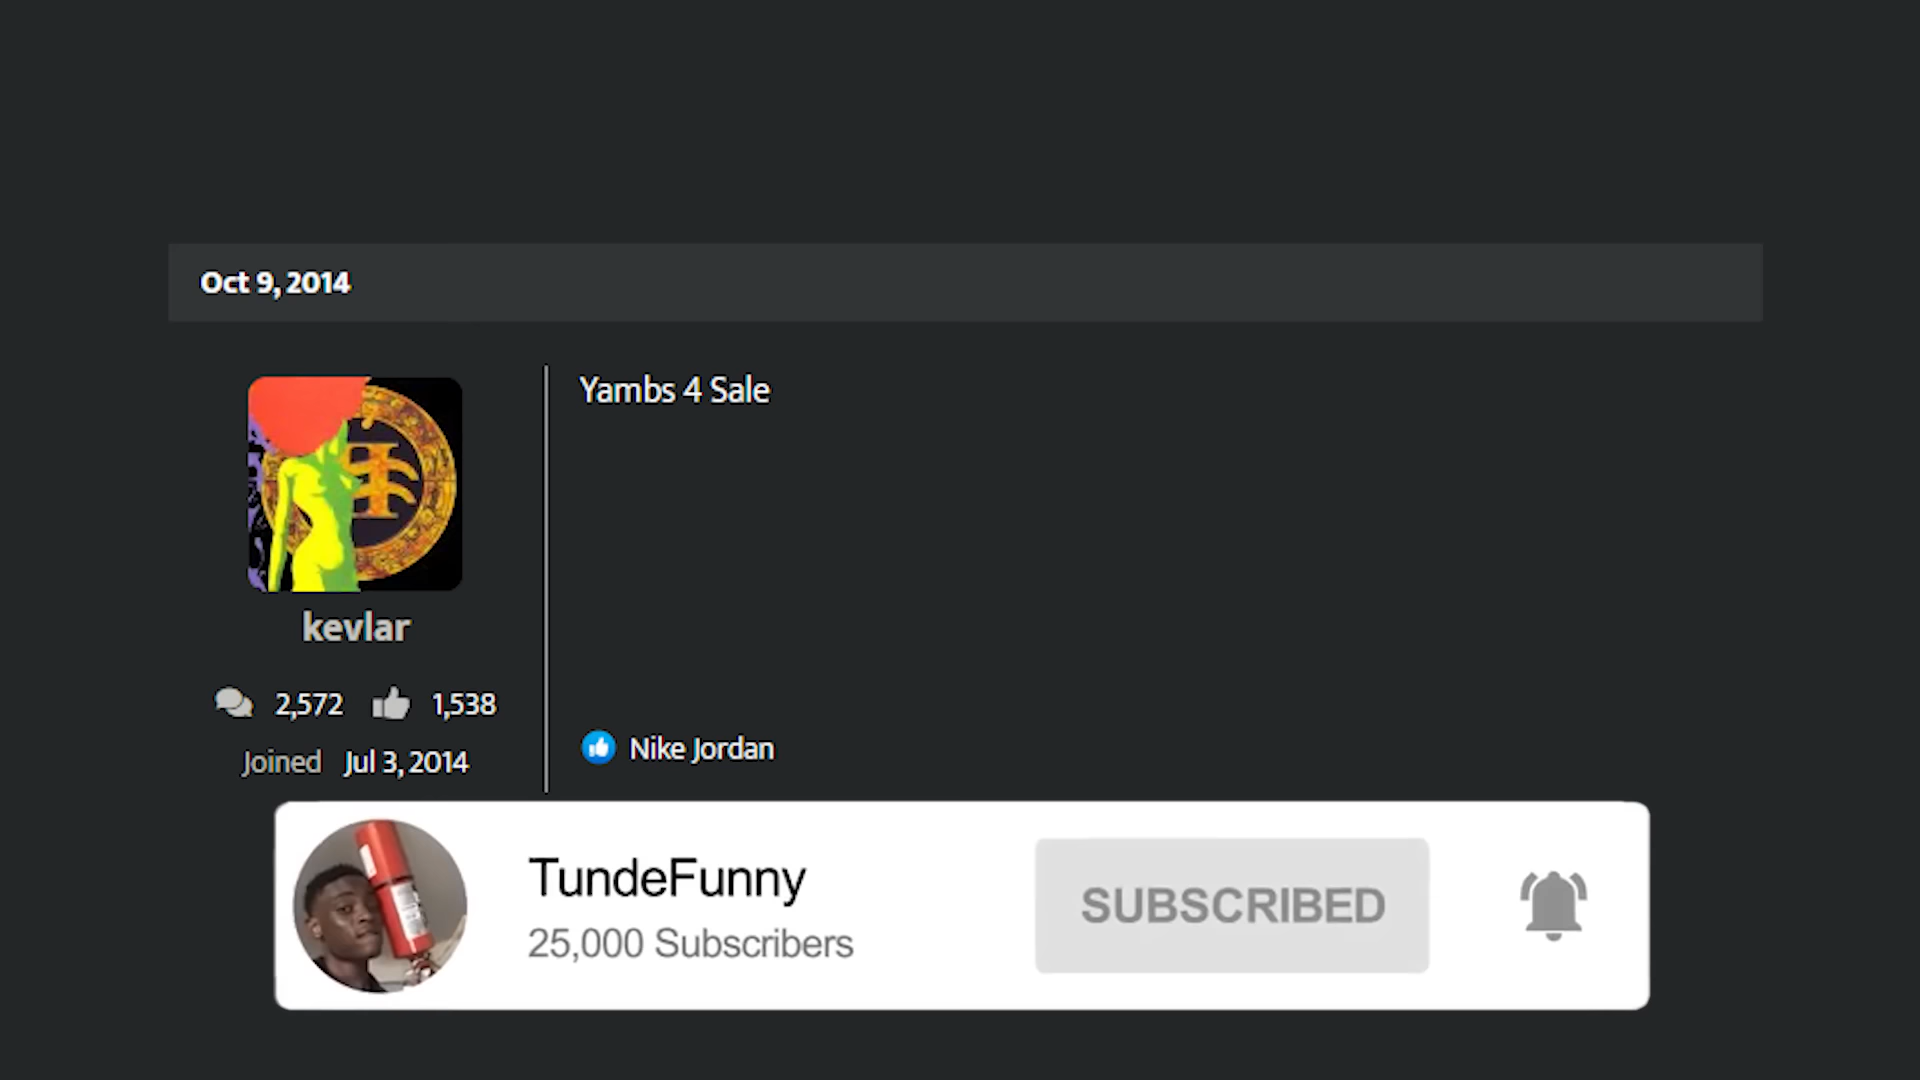 Oct 9, 2014
Yambs 4 Sale
kevlar
2,572 1,538
Joined Jul 3, 2014
Nike Jordan
TundeFunny
25,000 Subscribers
SUBSCRIBED